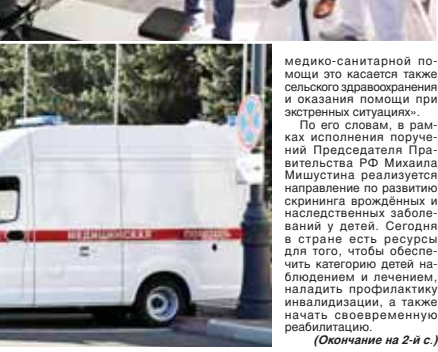 МЕДИЦИНСКАЯ ПОМОЩЬ
медико-санитарной по-
мощи это касается также
сельского здравоохранения
и оказания помощи при
экстренных ситуациях».
По его словам, в рам-
ках исполнения поруче-
ний Председателя Пра-
вительства РФ Михаила
Мишустина реализуется
направление по развитию
скрининга врождённых и
наследственных заболе-
ваний у детей. Сегодня
в стране есть ресурсы
для того, чтобы обеспе-
чить категорию детей на-
блюдением и лечением,
наладить профилактику
инвалидизации, а также
начать своевременную
реабилитацию.
(Окончание на 2-й с.)